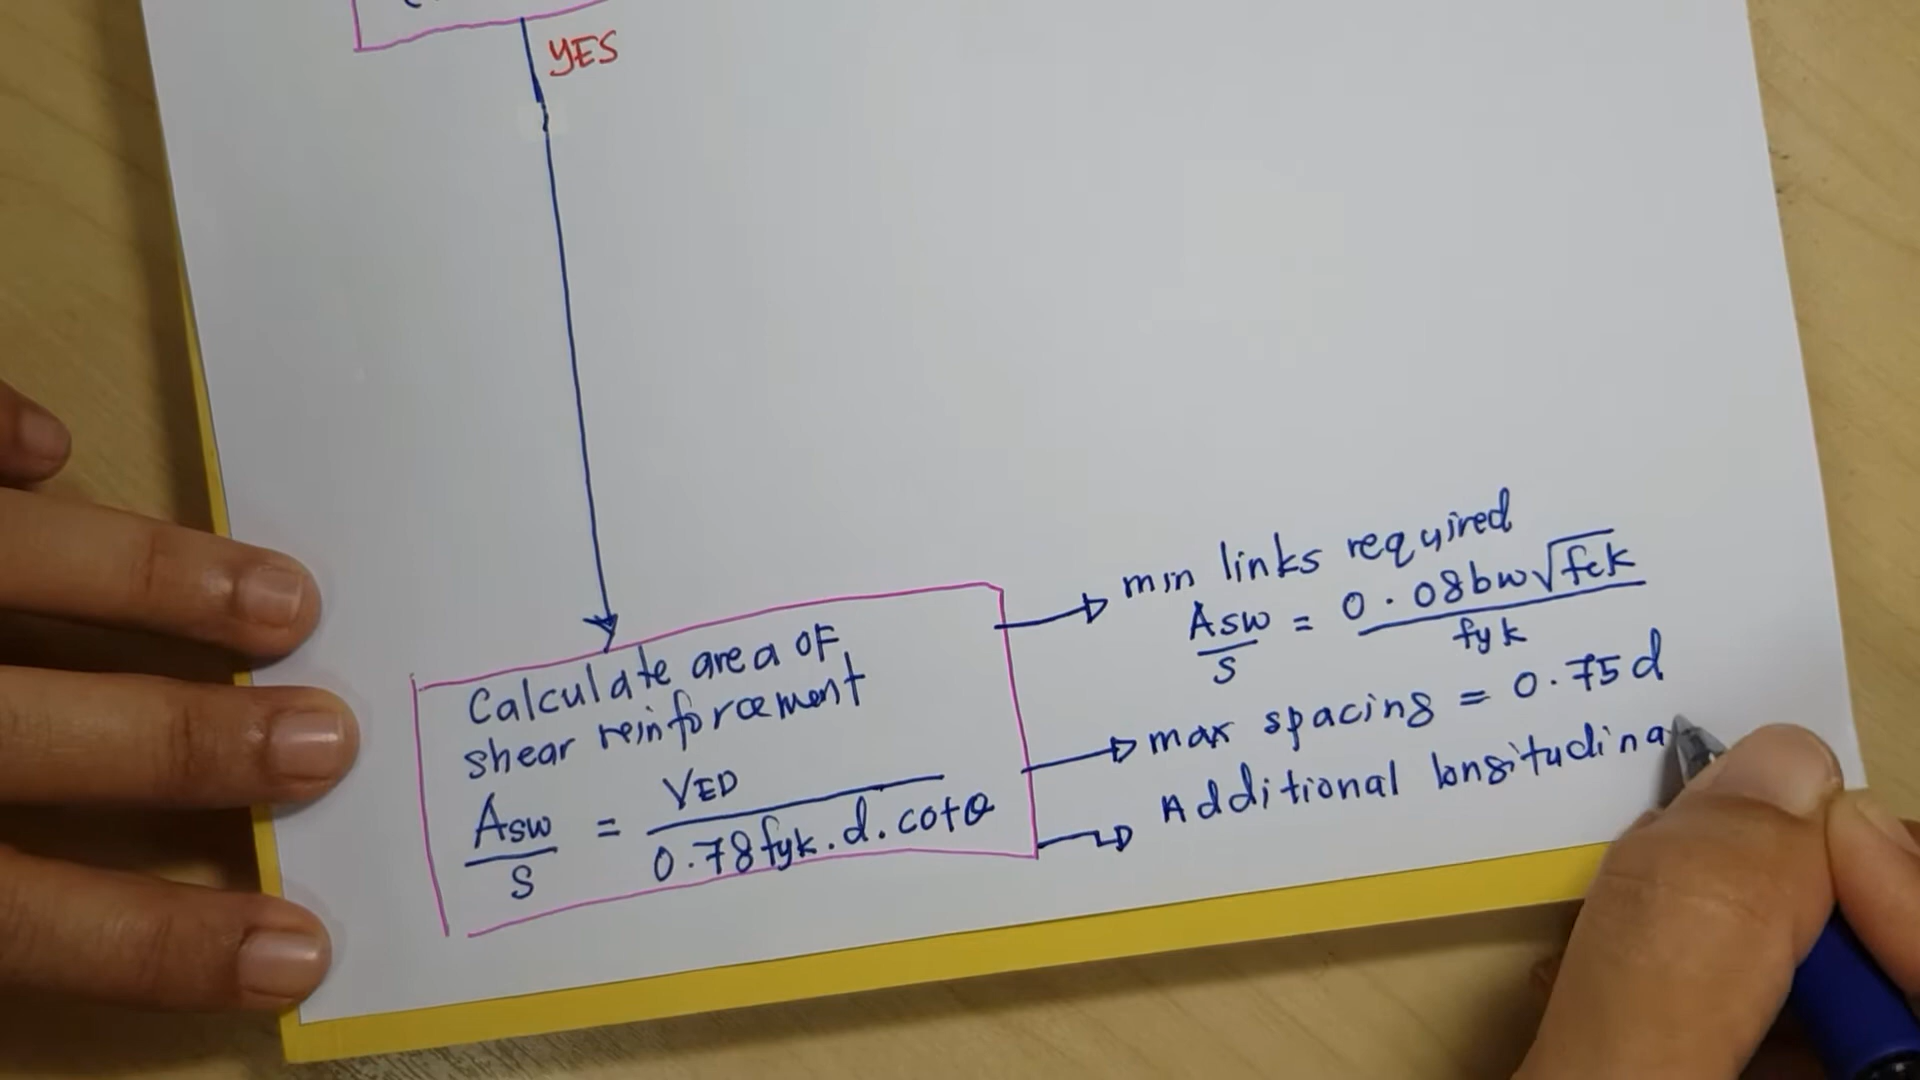 YES
Calculate area of
shear reinforcement
Asw/s = VED/0.78fyk.d.cotθ
min links required
Asw/s = 0.08bw√fck/fyk
max spacing = 0.75d
Additional longitudina